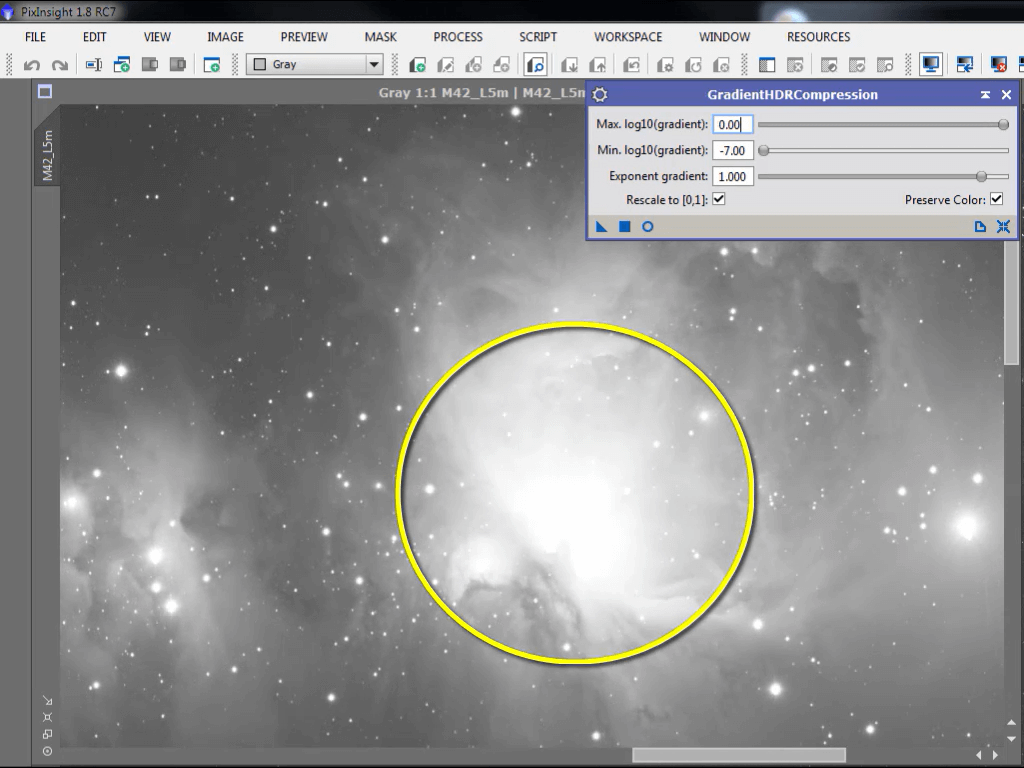 PixInsight 1.8 RC7
FILE EDIT VIEW IMAGE PREVIEW MASK PROCESS SCRIPT WORKSPACE WINDOW RESOURCES
Gray
Gray 1:1 M42_L5m | M42_L5m
M42_L5m
GradientHDRCompression
Max. log10(gradient): 0.00
Min. log10(gradient): -7.00
Exponent gradient: 1.000
Rescale to [0,1]: Preserve Color: